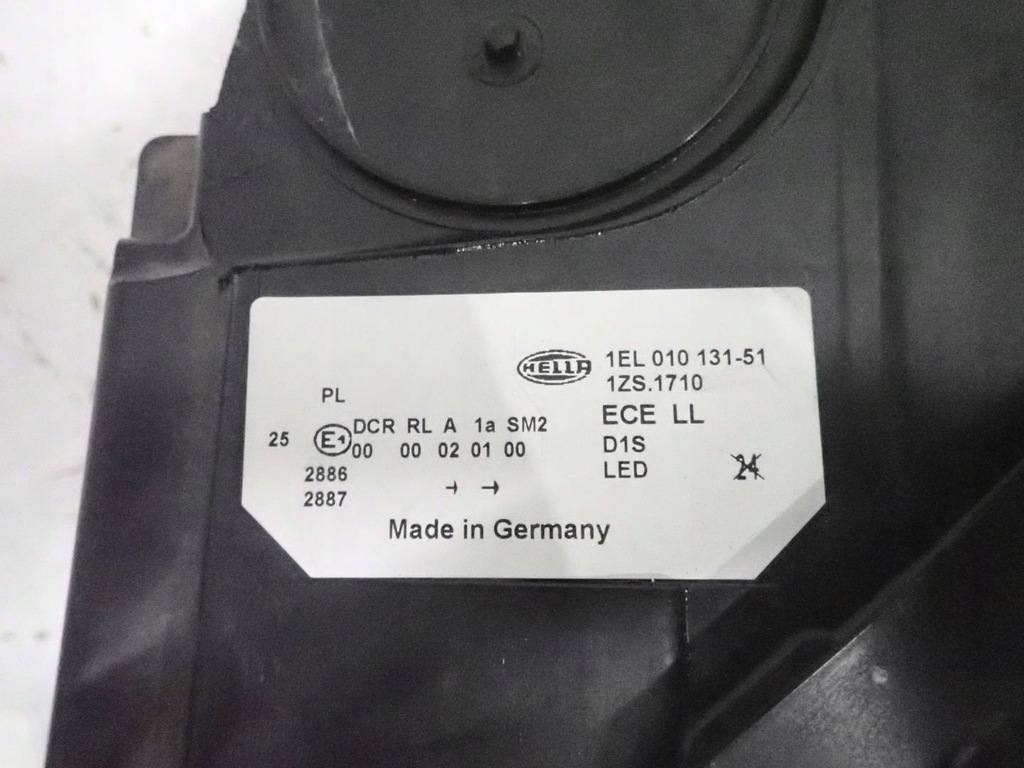 HELLA 1EL 010 131-51
1ZS.1710
PL
ECE LL
DCR RL A 1a SM2
25 E1 00 00 02 01 00
D1S
2886
LED 24
2887
Made in Germany